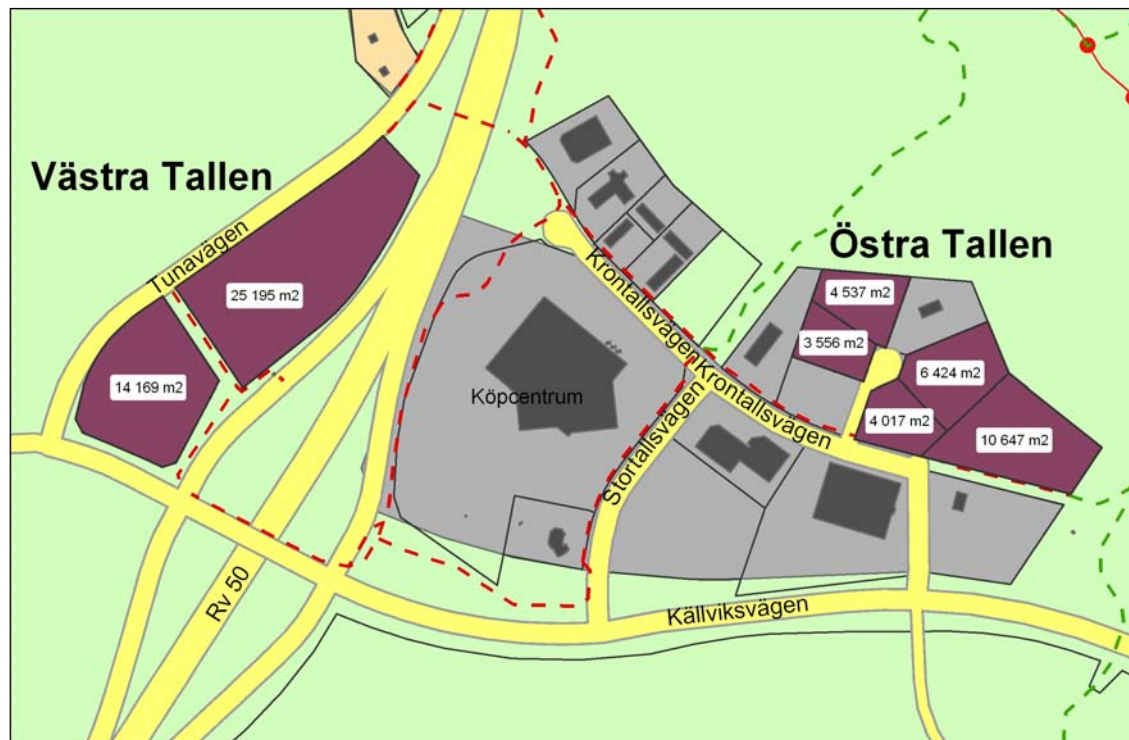 Västra Tallen
Tunavägen
25 195 m2
14 169 m2
Rv 50
Köpcentrum
Krontallsvägen
Krontallsvägen
Stortallsvägen
Källviksvägen
Östra Tallen
4 537 m2
3 556 m2
6 424 m2
4 017 m2
10 647 m2